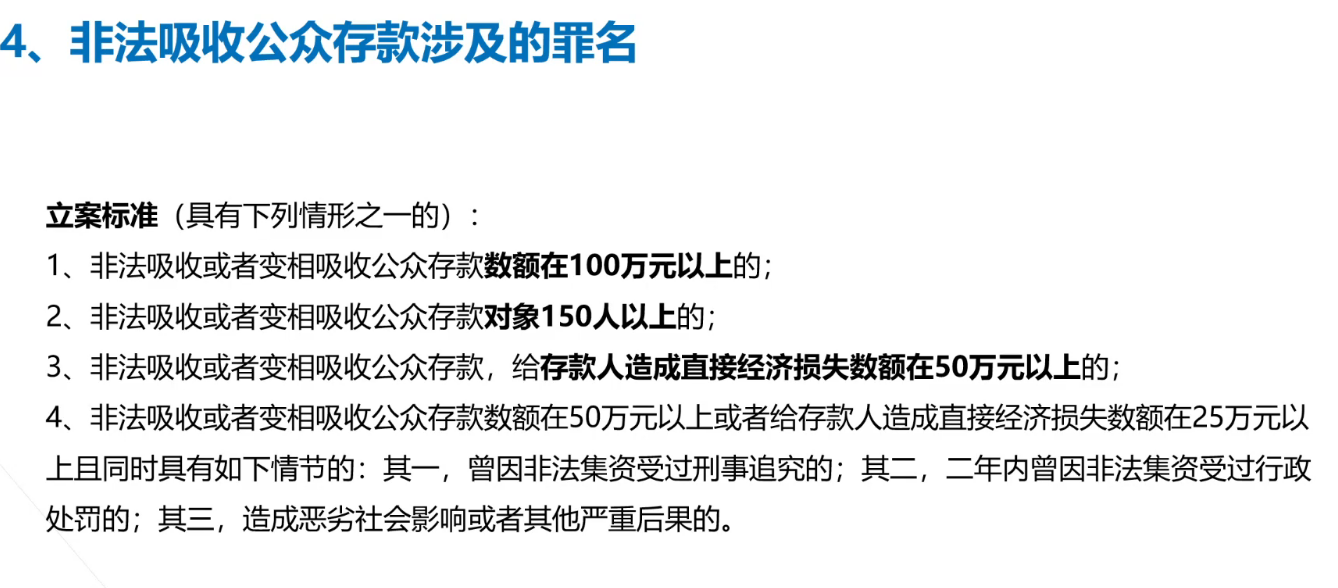 4、非法吸收公众存款涉及的罪名
立案标准（具有下列情形之一的）：
1、非法吸收或者变相吸收公众存款数额在100万元以上的；
2、非法吸收或者变相吸收公众存款对象150人以上的；
3、非法吸收或者变相吸收公众存款，给存款人造成直接经济损失数额在50万元以上的；
4、非法吸收或者变相吸收公众存款数额在50万元以上或者给存款人造成直接经济损失数额在25万元以
上且同时具有如下情节的：其一，曾因非法集资受过刑事追究的；其二，二年内曾因非法集资受过行政
处罚的；其三，造成恶劣社会影响或者其他严重后果的。